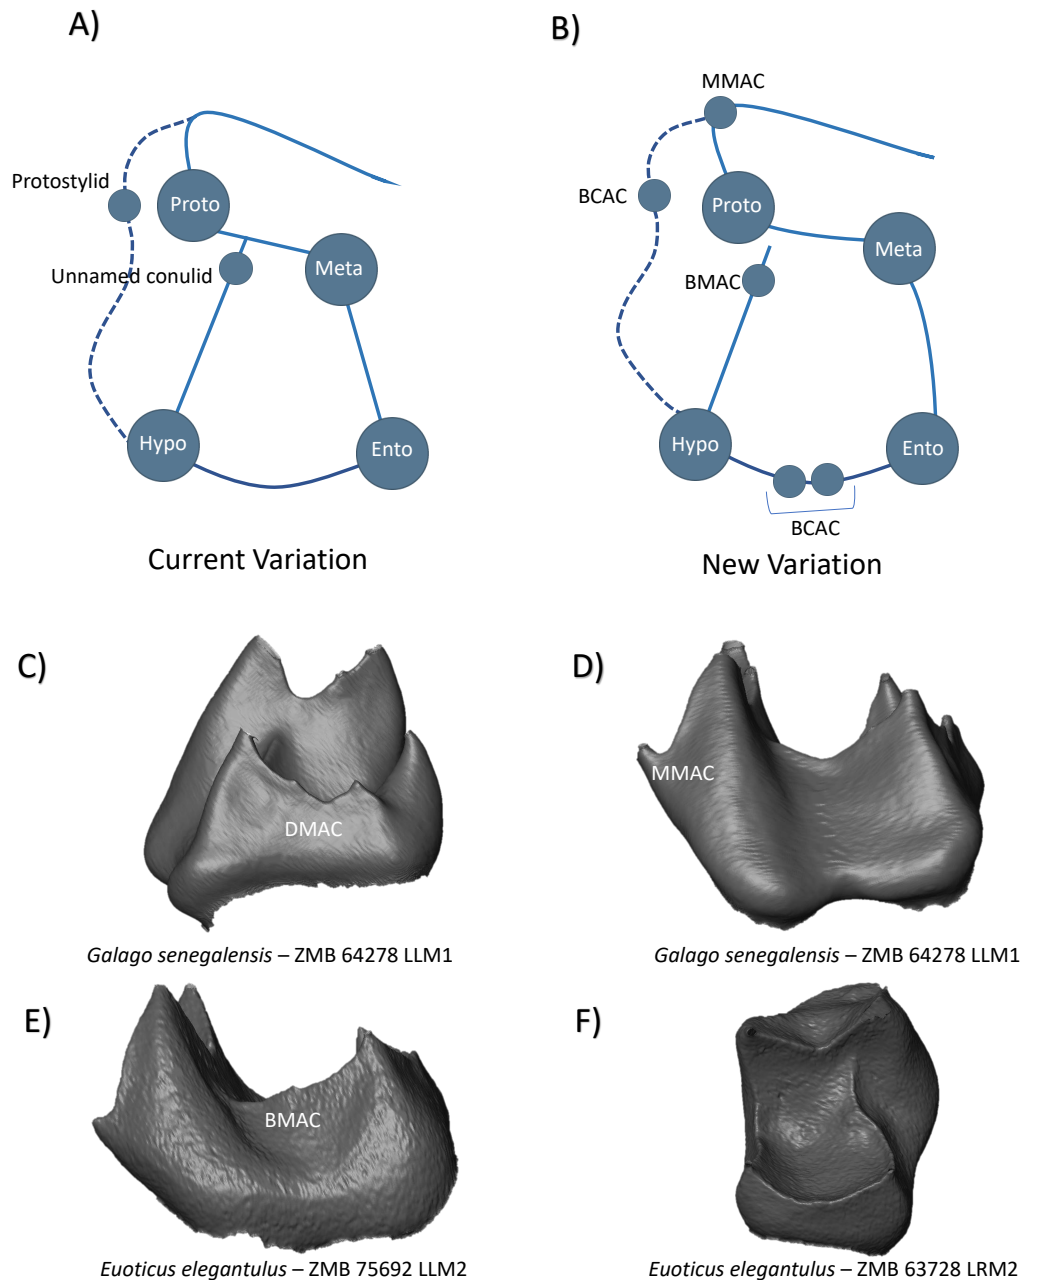 A)
B)
MMAC
Protostylid
BCAC
Proto
Proto
Unnamed conulid
Meta
BMAC
Meta
Hypo
Ento
Hypo
Ento
BCAC
Current Variation
New Variation
C)
D)
DMAC
MMAC
Galago senegalensis – ZMB 64278 LLM1
Galago senegalensis – ZMB 64278 LLM1
E)
F)
BMAC
Euoticus elegantulus – ZMB 75692 LLM2
Euoticus elegantulus – ZMB 63728 LRM2